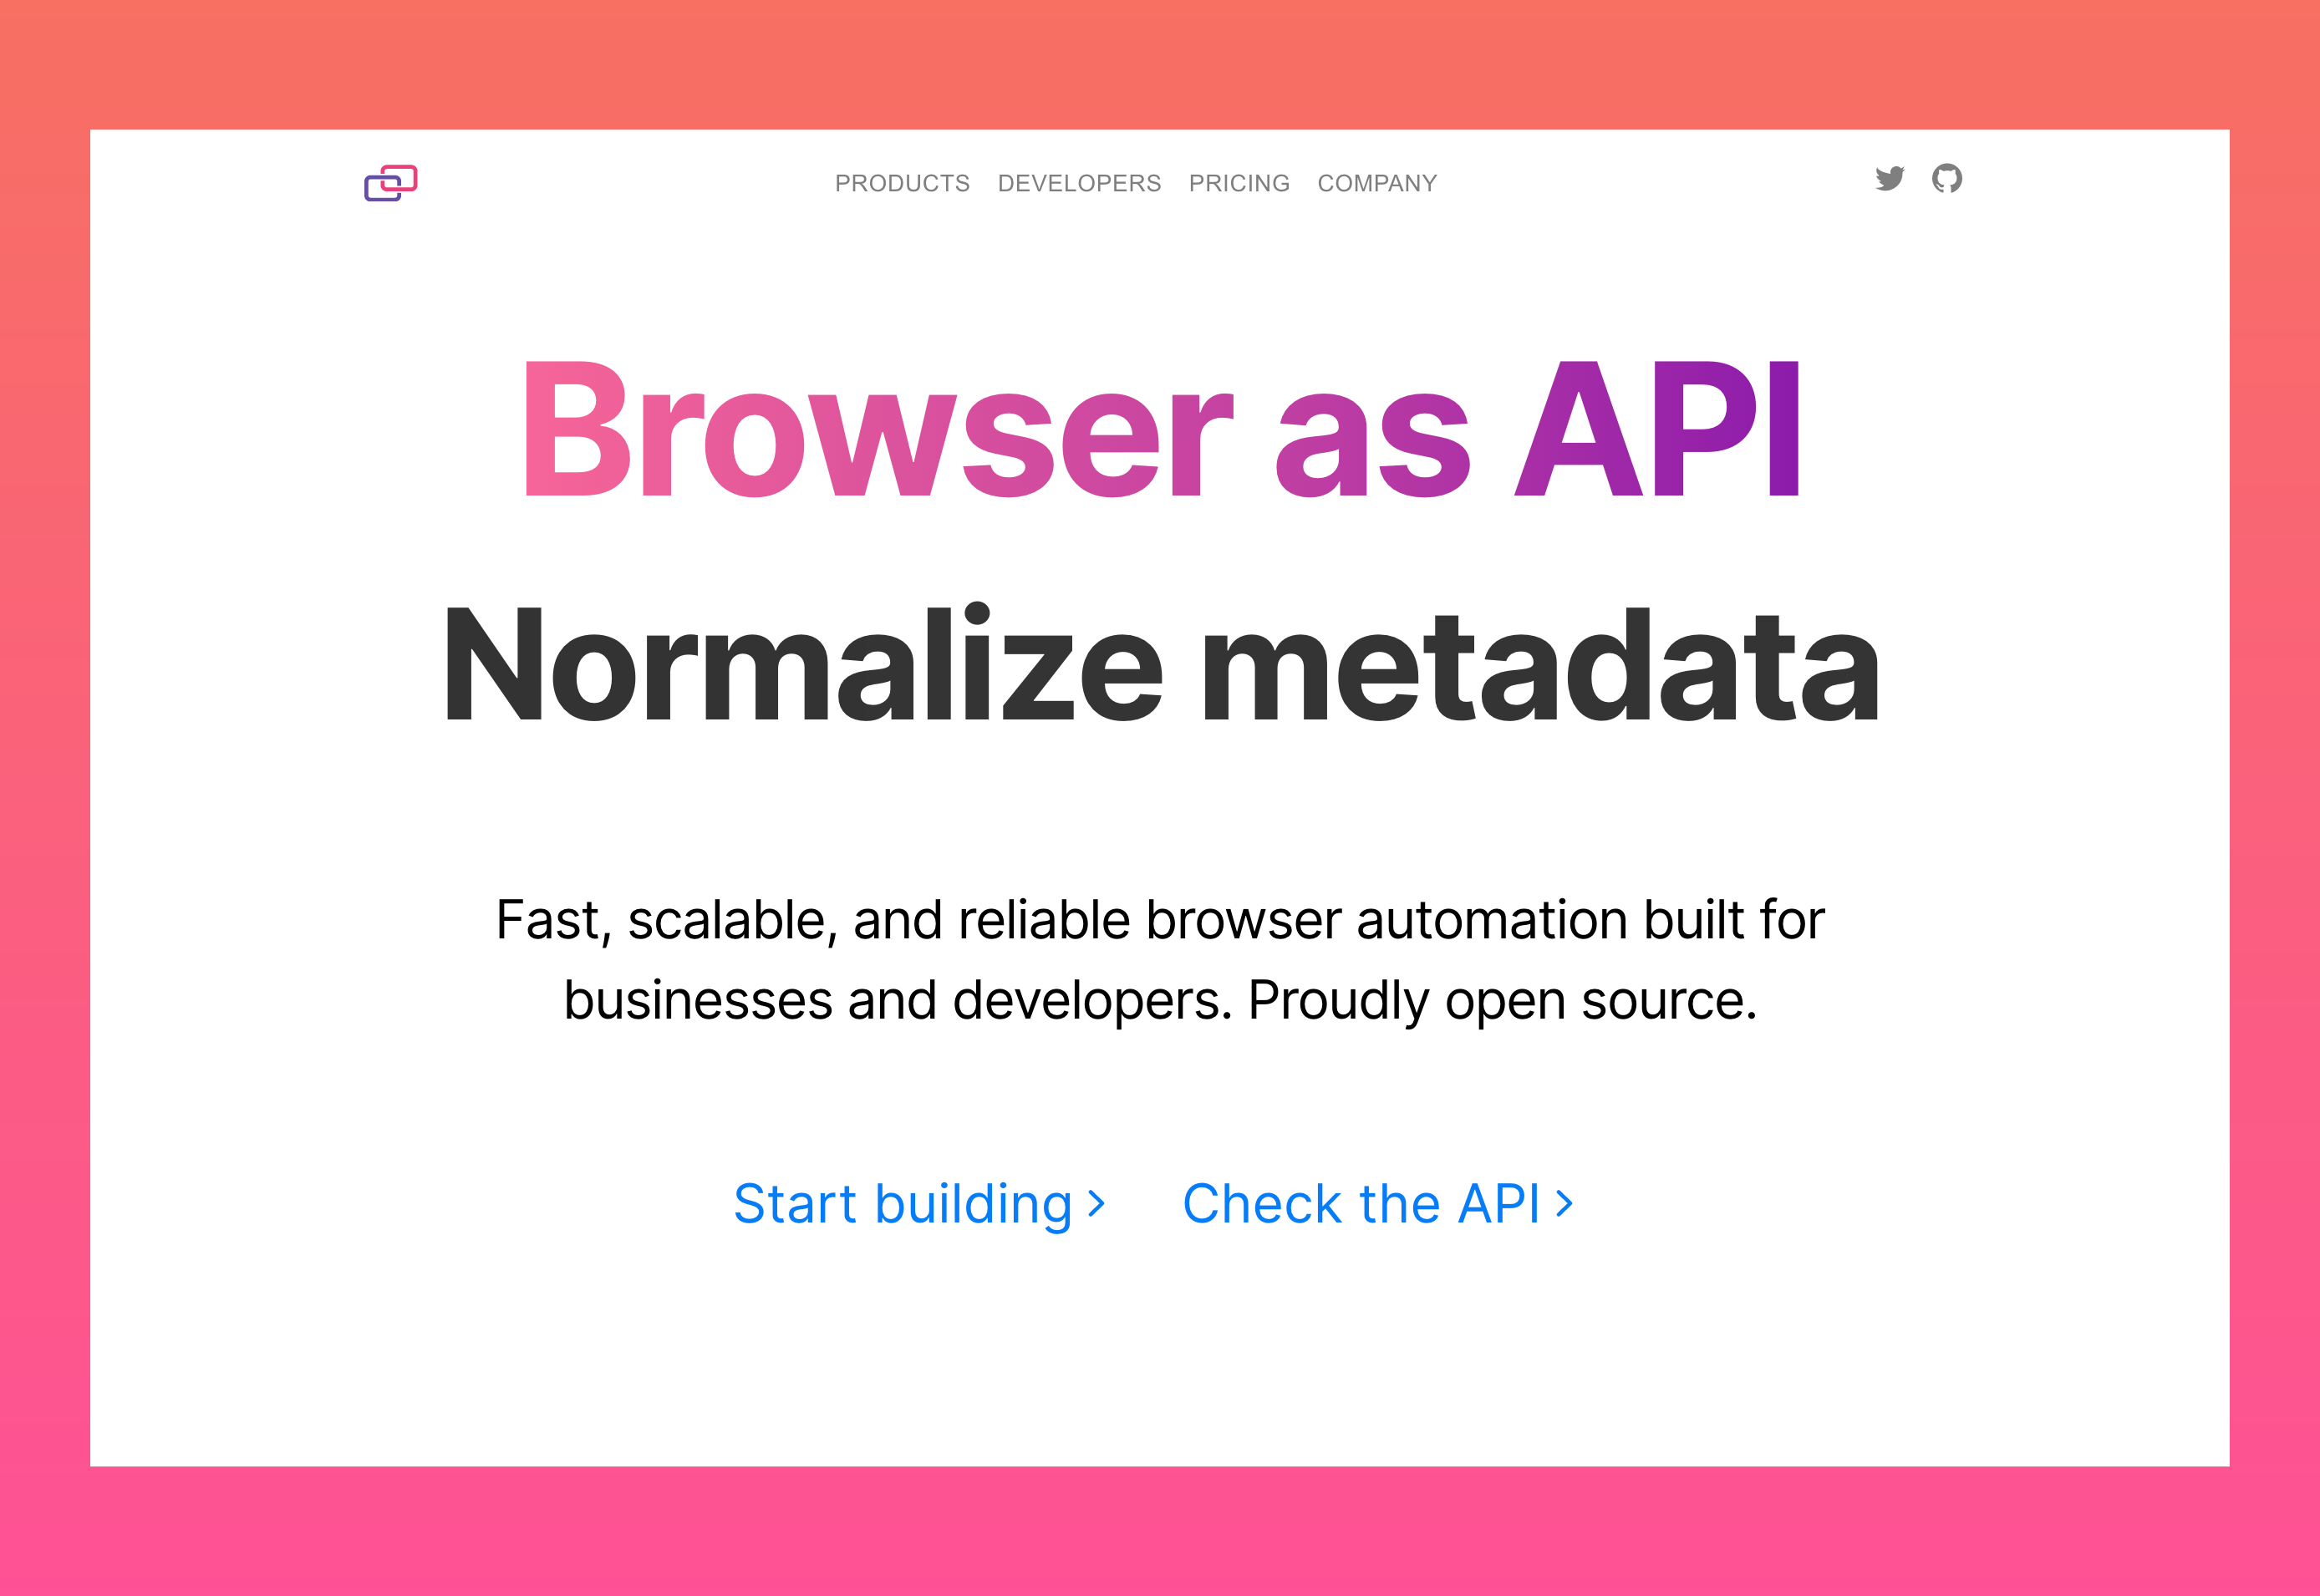 PRODUCTS DEVELOPERS PRICING COMPANY
Browser as API
Normalize metadata
Fast, scalable, and reliable browser automation built for
businesses and developers. Proudly open source.
Start building Check the API